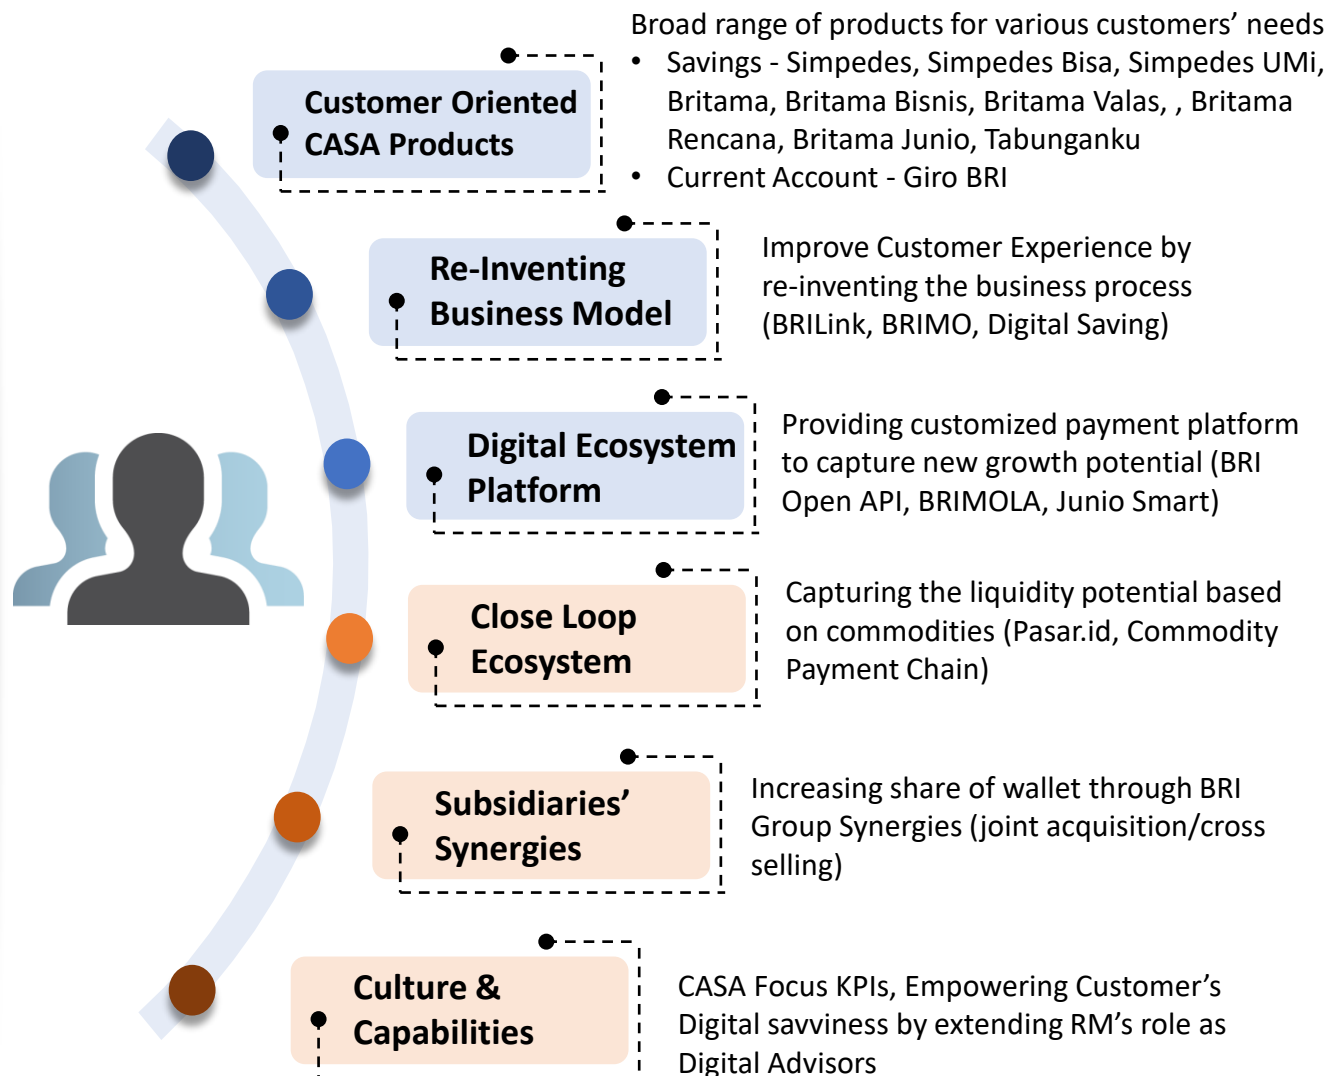 Broad range of products for various customers’ needs
• Savings - Simpedes, Simpedes Bisa, Simpedes UMi,
Britama, Britama Bisnis, Britama Valas, , Britama
Rencana, Britama Junio, Tabunganku
• Current Account - Giro BRI
Customer Oriented
CASA Products
Re-Inventing
Business Model
Improve Customer Experience by
re-inventing the business process
(BRILink, BRIMO, Digital Saving)
Digital Ecosystem
Platform
Providing customized payment platform
to capture new growth potential (BRI
Open API, BRIMOLA, Junio Smart)
Close Loop
Ecosystem
Capturing the liquidity potential based
on commodities (Pasar.id, Commodity
Payment Chain)
Subsidiaries’
Synergies
Increasing share of wallet through BRI
Group Synergies (joint acquisition/cross
selling)
Culture &
Capabilities
CASA Focus KPIs, Empowering Customer’s
Digital savviness by extending RM’s role as
Digital Advisors